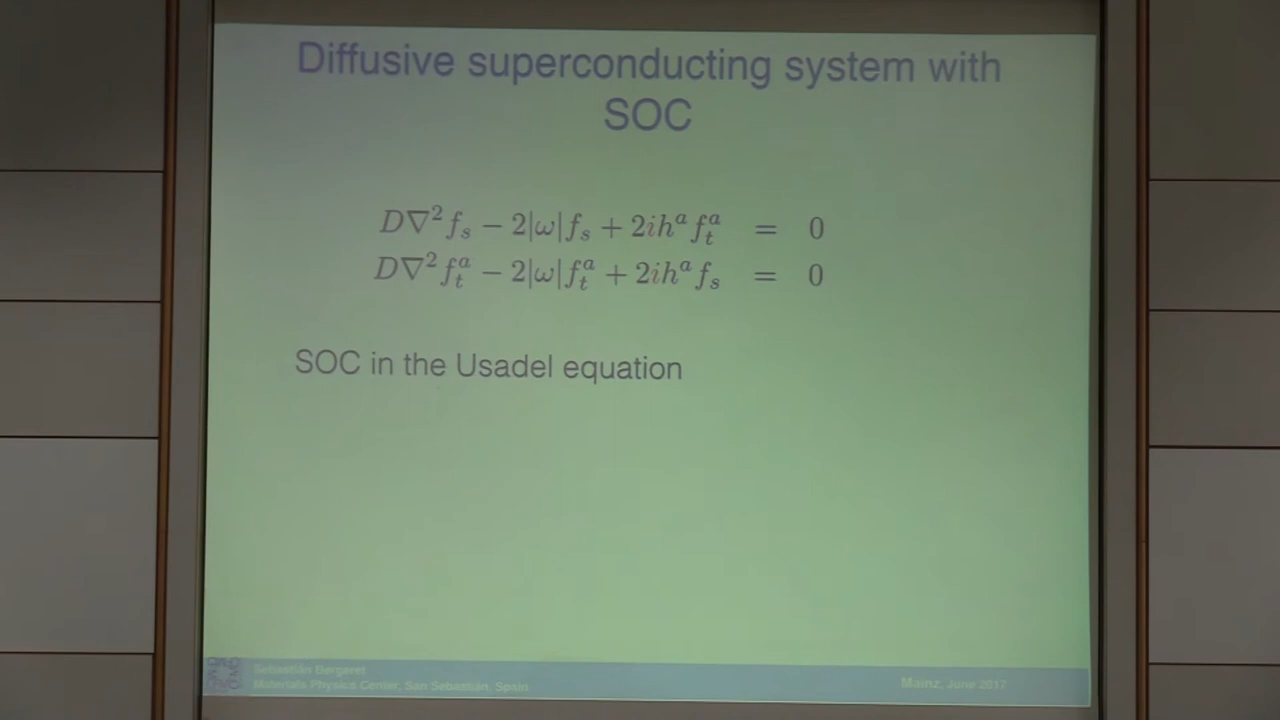 Diffusive superconducting system with
SOC
D∇²f_s − 2|ω|f_s + 2ih^a f_t^a = 0
D∇²f_t^a − 2|ω|f_t^a + 2ih^a f_s = 0
SOC in the Usadel equation
Sebastián Bergeret
Materials Physics Center, San Sebastián, Spain
Mainz, June 2017